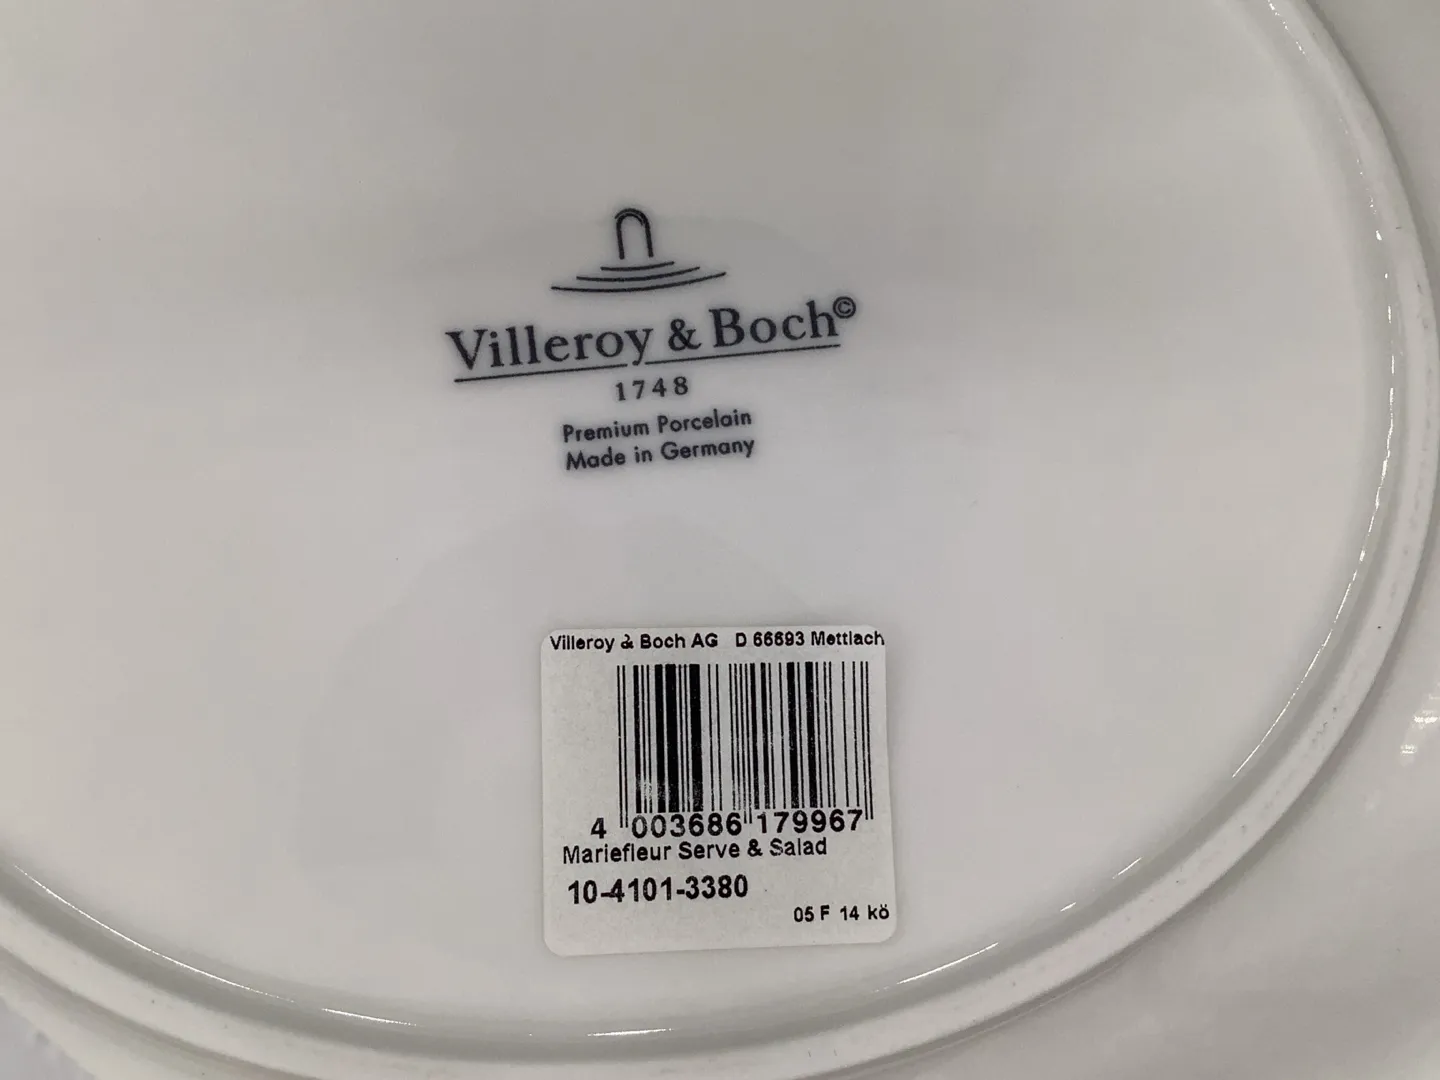 Villeroy & Boch©
1748
Premium Porcelain
Made in Germany
Villeroy & Boch AG D 66693 Mettlach
4 003686 179967
Mariefleur Serve & Salad
10-4101-3380
05 F 14 kö